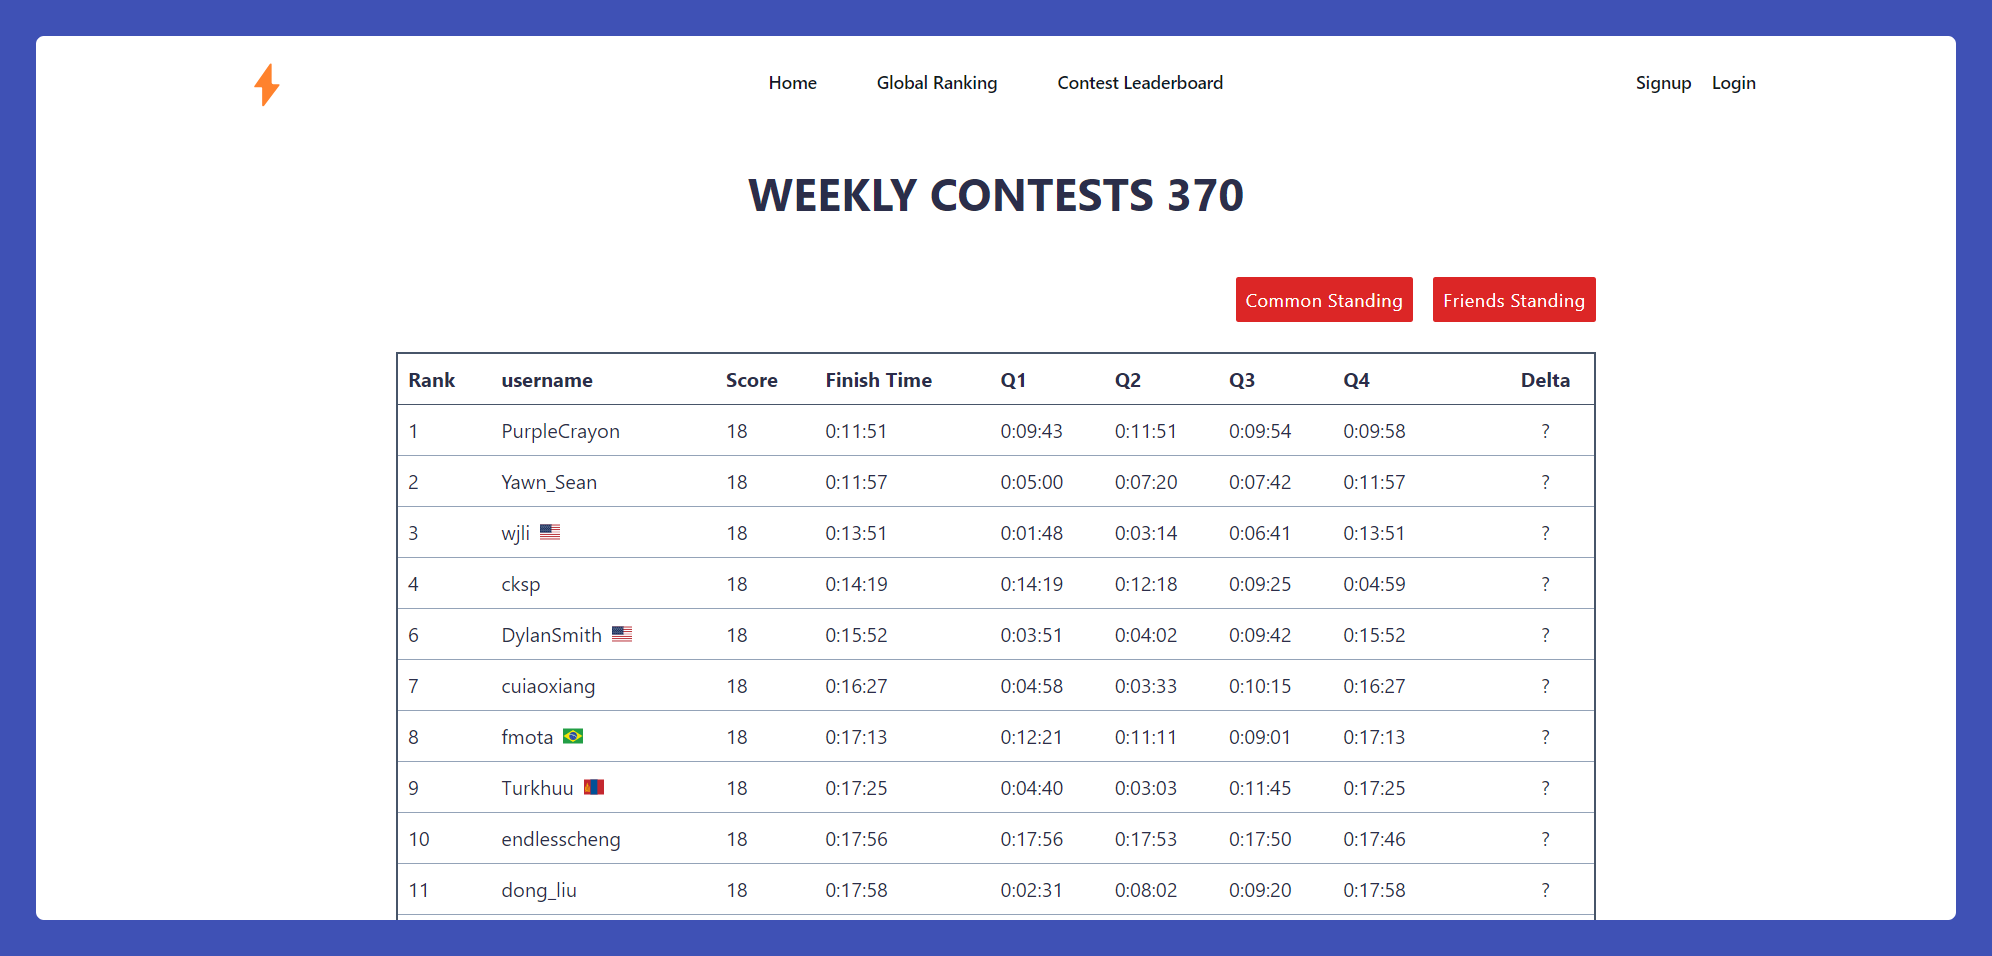 Home Global Ranking Contest Leaderboard Signup Login
WEEKLY CONTESTS 370
Common Standing Friends Standing
Rank username Score Finish Time Q1 Q2 Q3 Q4 Delta
1 PurpleCrayon 18 0:11:51 0:09:43 0:11:51 0:09:54 0:09:58 ?
2 Yawn_Sean 18 0:11:57 0:05:00 0:07:20 0:07:42 0:11:57 ?
3 wjli 18 0:13:51 0:01:48 0:03:14 0:06:41 0:13:51 ?
4 cksp 18 0:14:19 0:14:19 0:12:18 0:09:25 0:04:59 ?
6 DylanSmith 18 0:15:52 0:03:51 0:04:02 0:09:42 0:15:52 ?
7 cuiaoxiang 18 0:16:27 0:04:58 0:03:33 0:10:15 0:16:27 ?
8 fmota 18 0:17:13 0:12:21 0:11:11 0:09:01 0:17:13 ?
9 Turkhuu 18 0:17:25 0:04:40 0:03:03 0:11:45 0:17:25 ?
10 endlesscheng 18 0:17:56 0:17:56 0:17:53 0:17:50 0:17:46 ?
11 dong_liu 18 0:17:58 0:02:31 0:08:02 0:09:20 0:17:58 ?